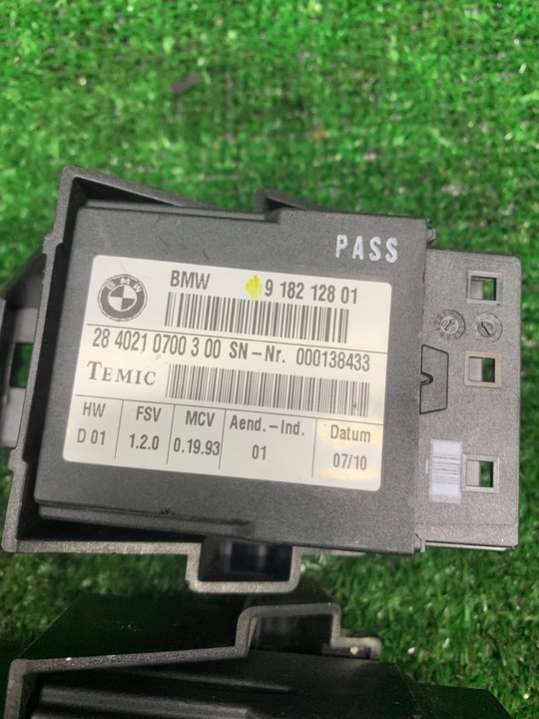 PASS
BMW 9 182 128 01
28 4021 0700 3 00 SN-Nr. 000138433
TEMIC
HW FSV MCV Aend.-Ind. Datum
D 01 1.2.0 0.19.93 01 07/10